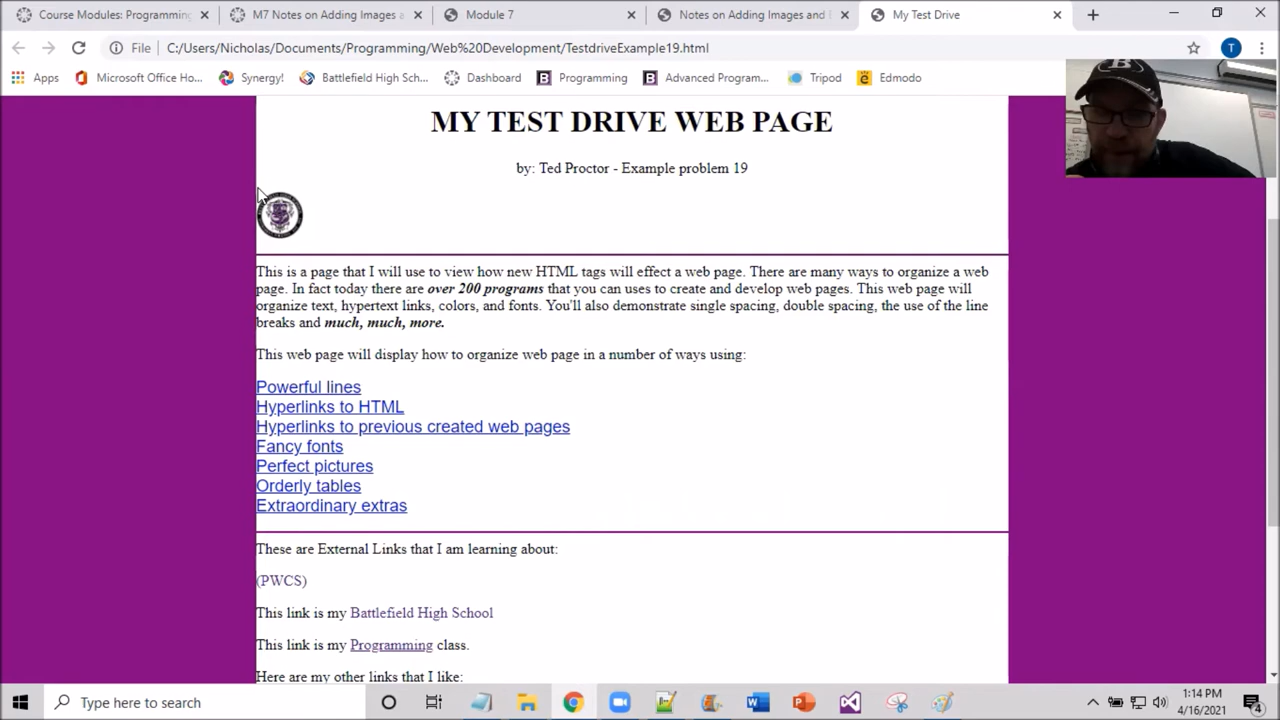 Course Modules: Programming
M7 Notes on Adding Images a
Module 7
Notes on Adding Images and
My Test Drive
File
C:/Users/Nicholas/Documents/Programming/Web%20Development/TestdriveExample19.html
T
Apps
Microsoft Office Ho...
Synergy!
Battlefield High Sch...
Dashboard
Programming
Advanced Program...
Tripod
Edmodo
MY TEST DRIVE WEB PAGE
by: Ted Proctor - Example problem 19
This is a page that I will use to view how new HTML tags will effect a web page. There are many ways to organize a web
page. In fact today there are over 200 programs that you can uses to create and develop web pages. This web page will
organize text, hypertext links, colors, and fonts. You'll also demonstrate single spacing, double spacing, the use of the line
breaks and much, much, more.
This web page will display how to organize web page in a number of ways using:
Powerful lines
Hyperlinks to HTML
Hyperlinks to previous created web pages
Fancy fonts
Perfect pictures
Orderly tables
Extraordinary extras
These are External Links that I am learning about:
(PWCS)
This link is my Battlefield High School
This link is my Programming class.
Here are my other links that I like:
Type here to search
1:14 PM
4/16/2021
4